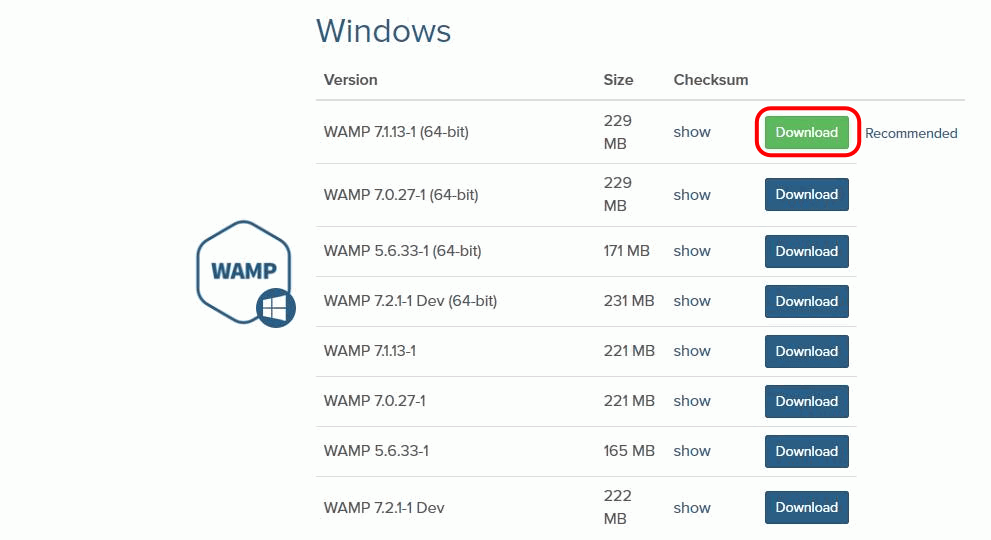 Windows
Version Size Checksum
WAMP 7.1.13-1 (64-bit) 229 MB show Download Recommended
WAMP 7.0.27-1 (64-bit) 229 MB show Download
WAMP 5.6.33-1 (64-bit) 171 MB show Download
WAMP
WAMP 7.2.1-1 Dev (64-bit) 231 MB show Download
WAMP 7.1.13-1 221 MB show Download
WAMP 7.0.27-1 221 MB show Download
WAMP 5.6.33-1 165 MB show Download
WAMP 7.2.1-1 Dev 222 MB show Download